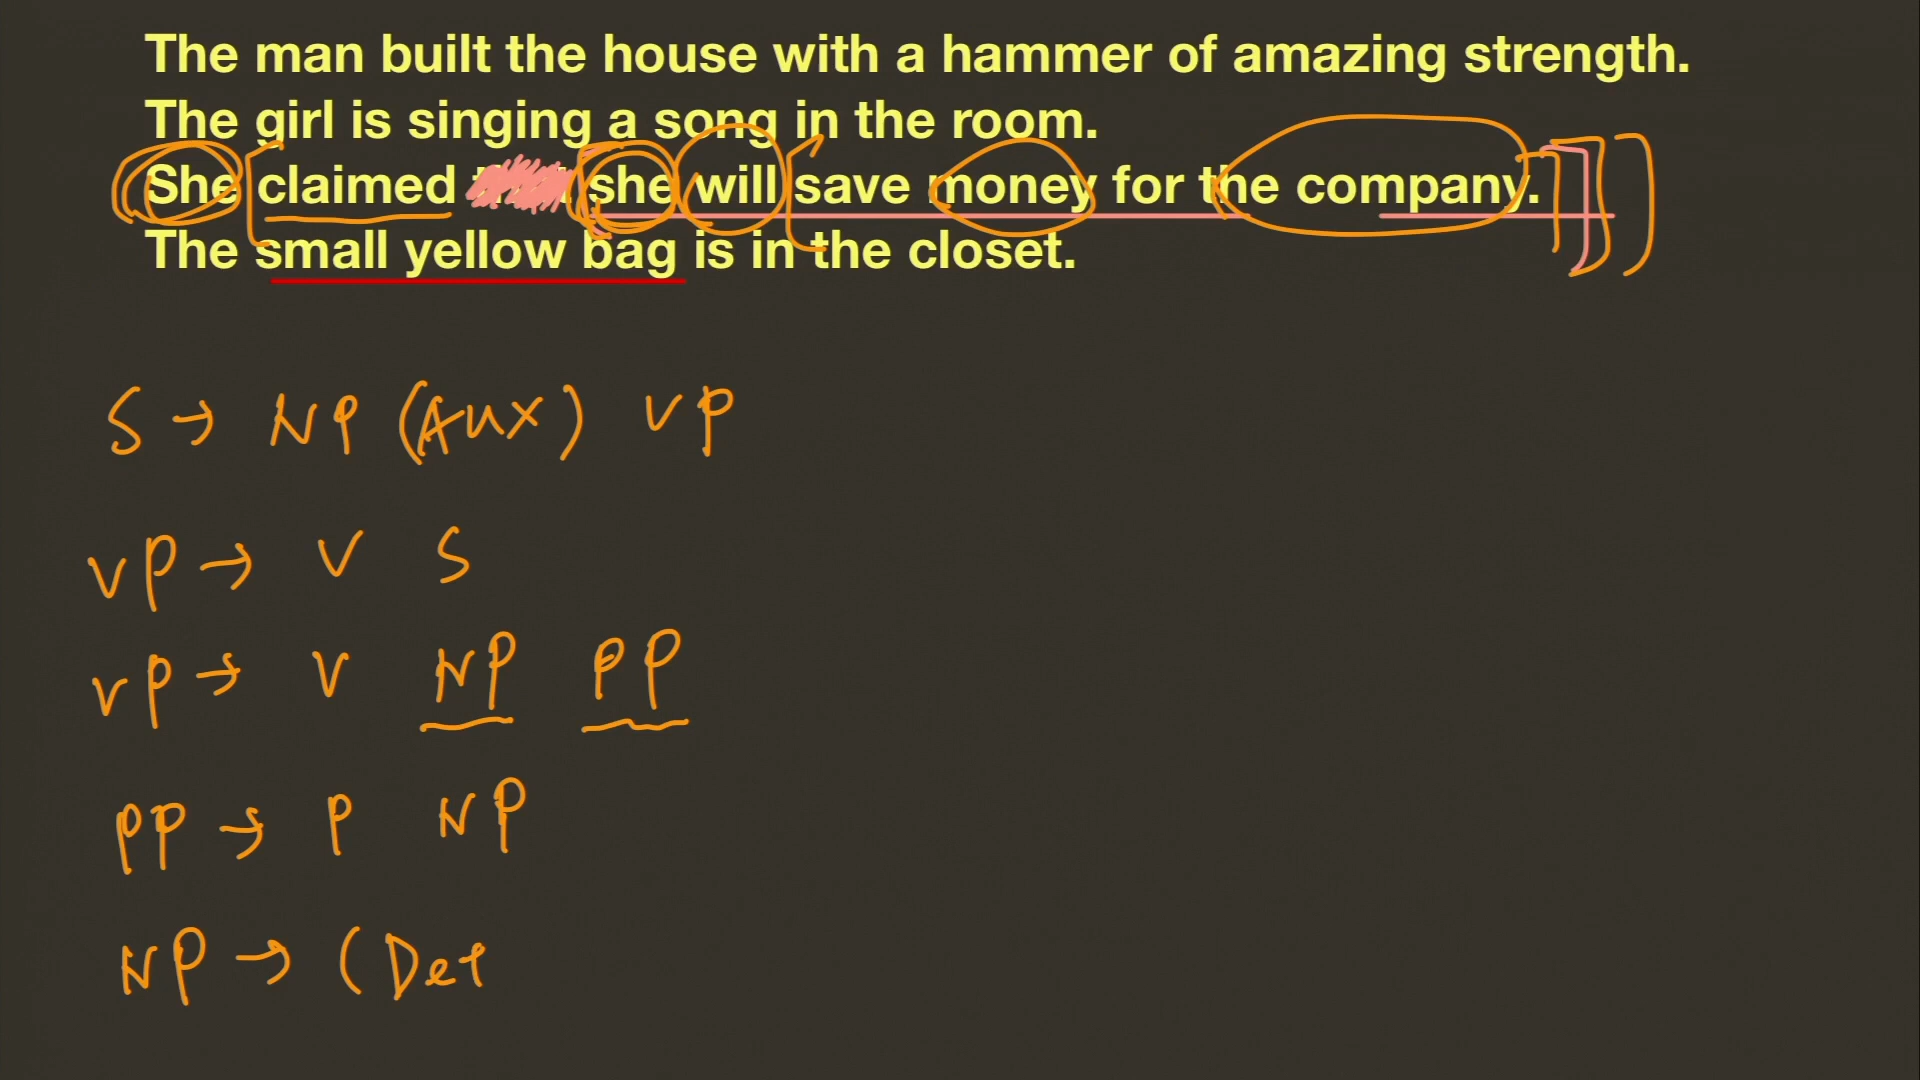 The man built the house with a hammer of amazing strength.
The girl is singing a song in the room.
She claimed she will save money for the company.
The small yellow bag is in the closet.
S → NP (Aux) VP
VP → V S
VP → V NP PP
PP → P NP
NP → (Det